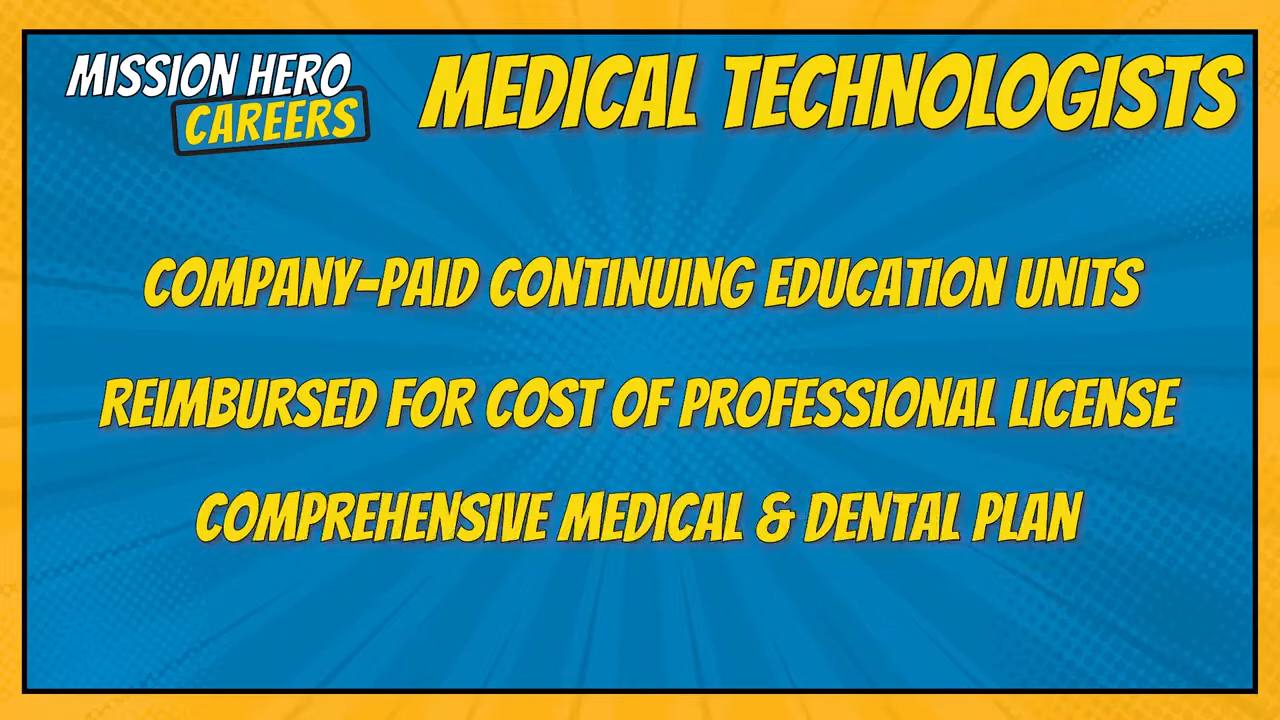 MISSION HERO
CAREERS
MEDICAL TECHNOLOGISTS
COMPANY-PAID CONTINUING EDUCATION UNITS
REIMBURSED FOR COST OF PROFESSIONAL LICENSE
COMPREHENSIVE MEDICAL & DENTAL PLAN